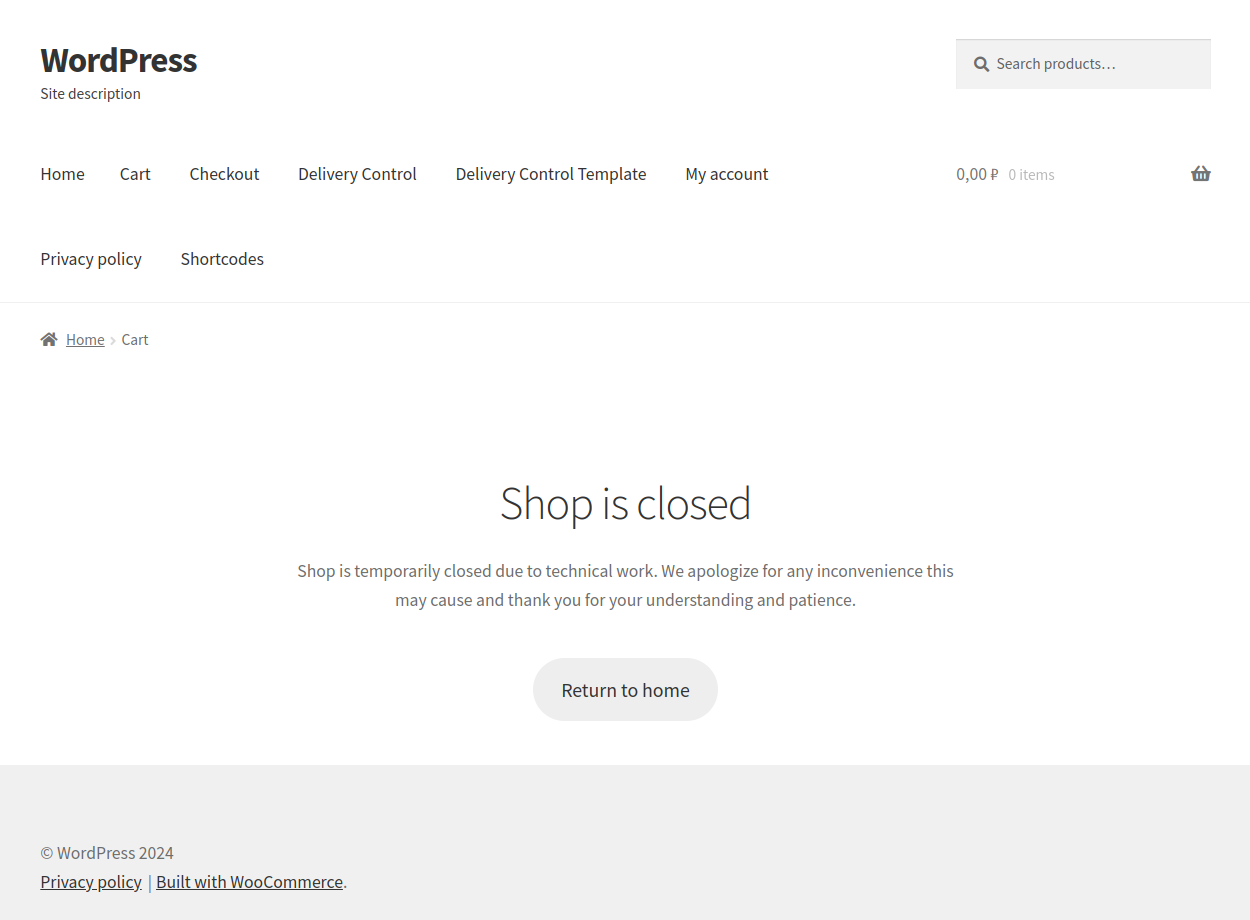 WordPress
Site description
Search products…
Home Cart Checkout Delivery Control Delivery Control Template My account
0,00 ₽ 0 items
Privacy policy Shortcodes
Home › Cart
Shop is closed
Shop is temporarily closed due to technical work. We apologize for any inconvenience this
may cause and thank you for your understanding and patience.
Return to home
© WordPress 2024
Privacy policy | Built with WooCommerce.